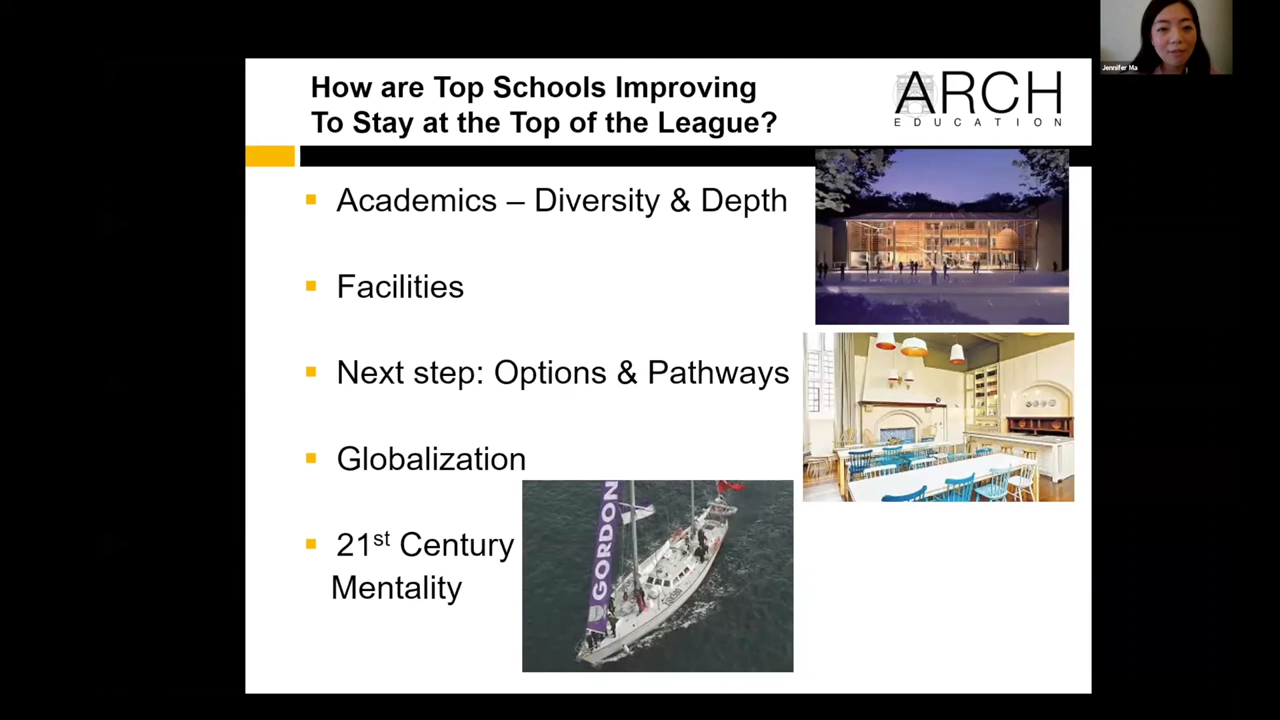 Jennifer Ma
How are Top Schools Improving
To Stay at the Top of the League?
ARCH
EDUCATION
Academics – Diversity & Depth
Facilities
Next step: Options & Pathways
Globalization
21st Century
Mentality
GORDON